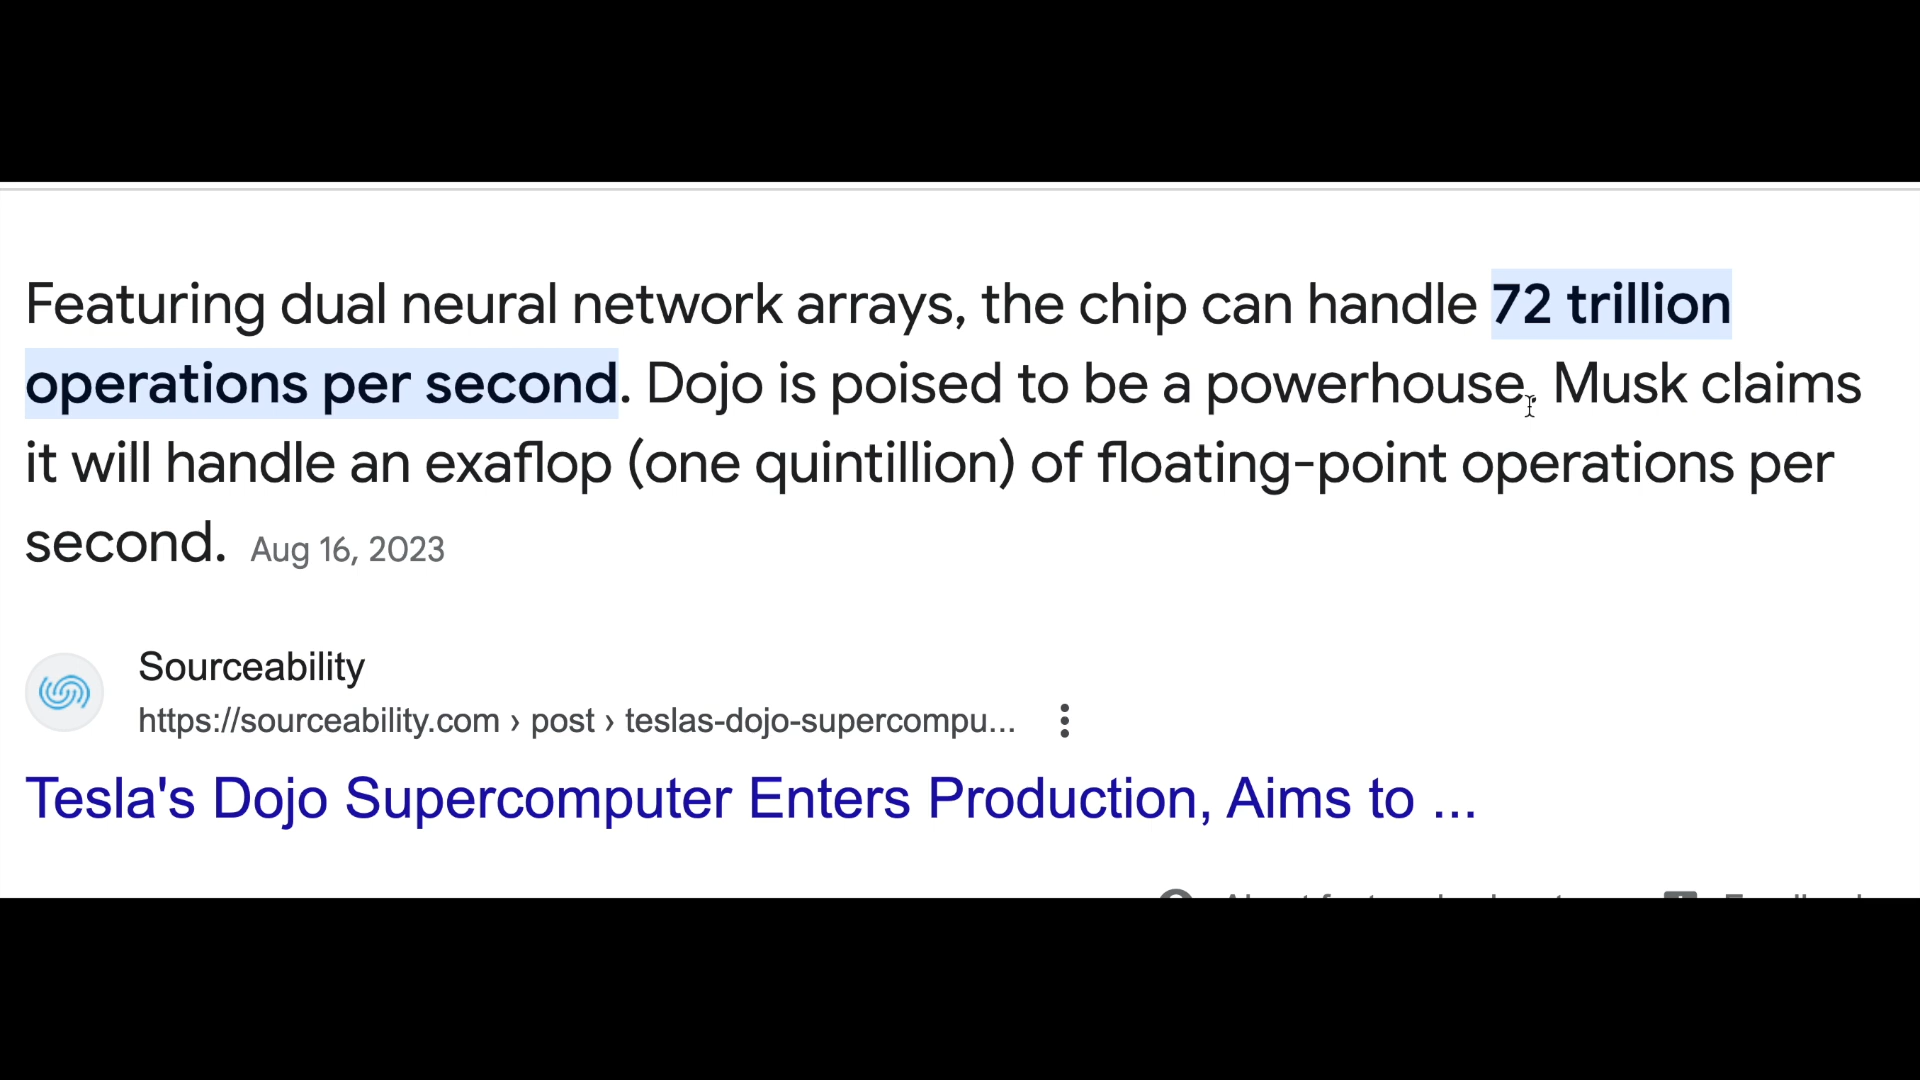 Featuring dual neural network arrays, the chip can handle 72 trillion
operations per second. Dojo is poised to be a powerhouse. Musk claims
it will handle an exaflop (one quintillion) of floating-point operations per
second. Aug 16, 2023
Sourceability
https://sourceability.com › post › teslas-dojo-supercompu...
Tesla's Dojo Supercomputer Enters Production, Aims to ...